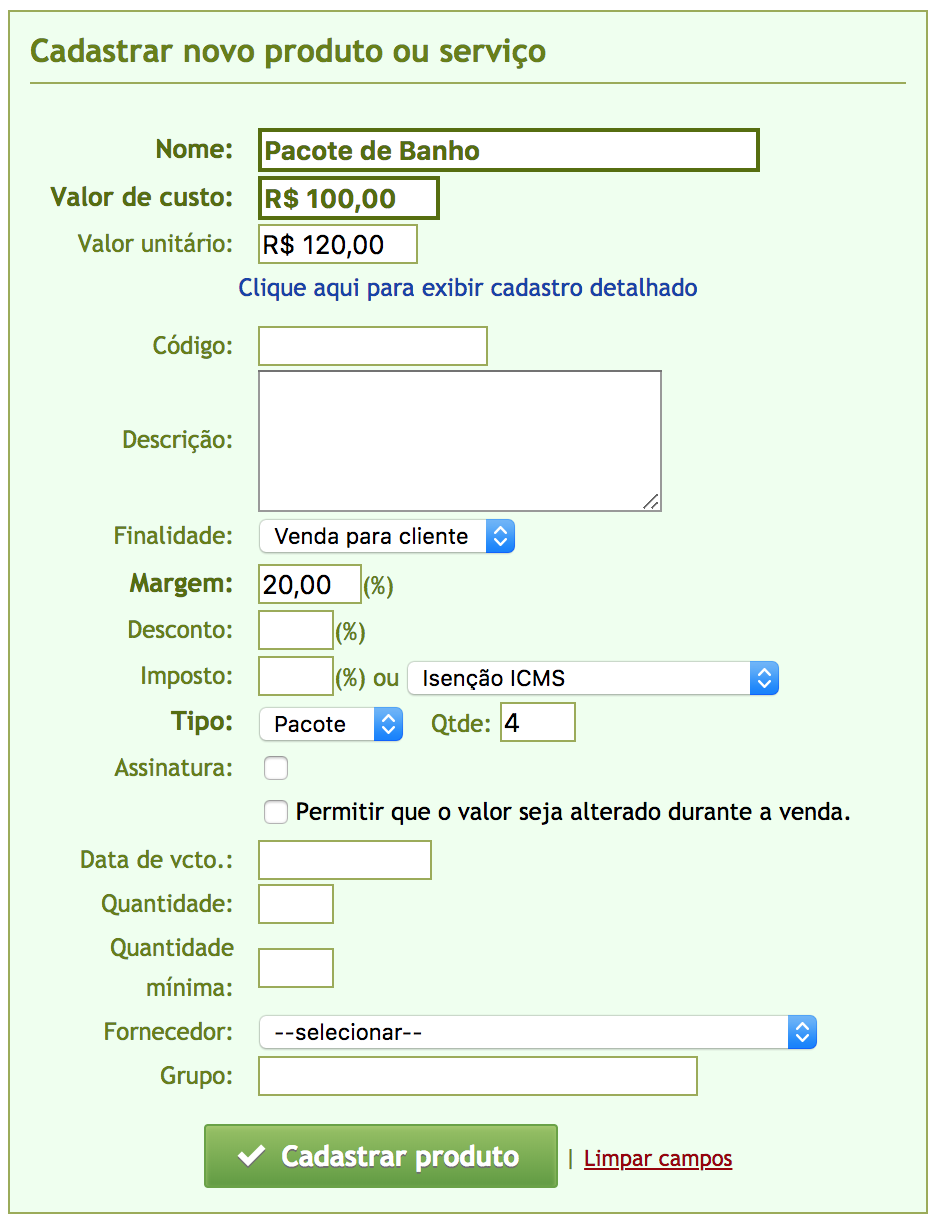 Cadastrar novo produto ou serviço
Nome: Pacote de Banho
Valor de custo: R$ 100,00
Valor unitário: R$ 120,00
Clique aqui para exibir cadastro detalhado
Código:
Descrição:
Finalidade: Venda para cliente
Margem: 20,00 (%)
Desconto: (%)
Imposto: (%) ou Isenção ICMS
Tipo: Pacote Qtde: 4
Assinatura:
Permitir que o valor seja alterado durante a venda.
Data de vcto.:
Quantidade:
Quantidade
mínima:
Fornecedor: --selecionar--
Grupo:
Cadastrar produto | Limpar campos